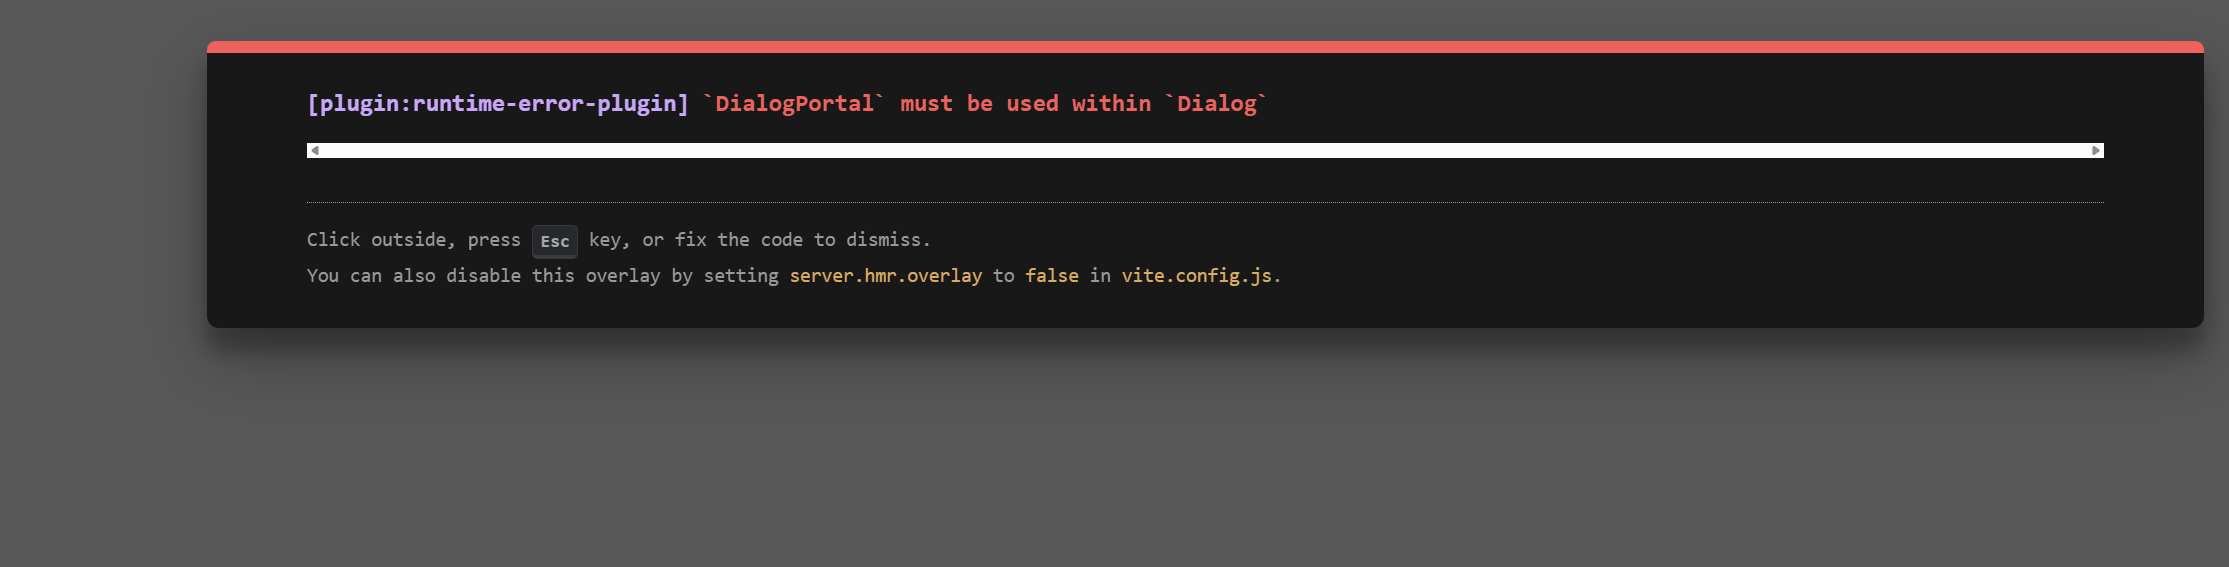 [plugin:runtime-error-plugin] `DialogPortal` must be used within `Dialog`
Click outside, press Esc key, or fix the code to dismiss.
You can also disable this overlay by setting server.hmr.overlay to false in vite.config.js.